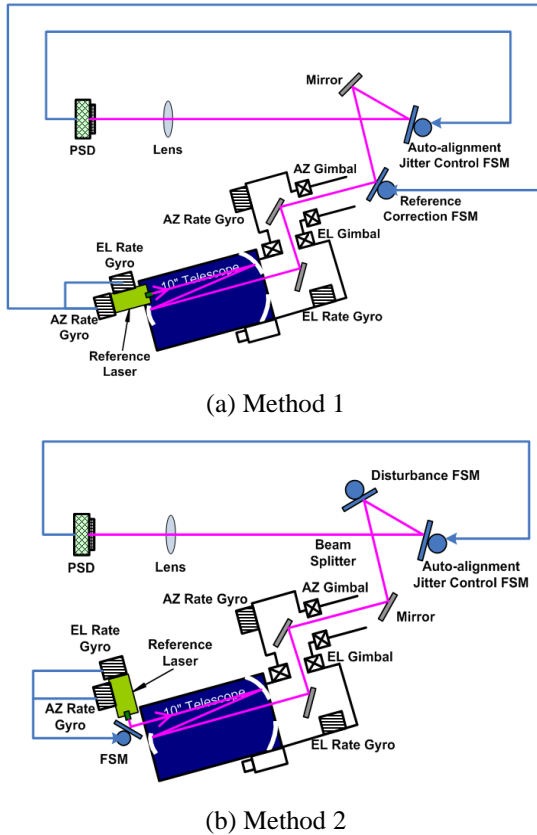 Mirror
PSD
Lens
Auto-alignment
Jitter Control FSM
AZ Gimbal
AZ Rate Gyro
Reference
Correction FSM
EL Gimbal
EL Rate
Gyro
10" Telescope
AZ Rate
Gyro
EL Rate Gyro
Reference
Laser
(a) Method 1
Disturbance FSM
PSD
Lens
Beam
Splitter
Auto-alignment
Jitter Control FSM
AZ Gimbal
AZ Rate Gyro
Mirror
Reference
Laser
EL Rate
Gyro
EL Gimbal
10" Telescope
AZ Rate
Gyro
EL Rate Gyro
FSM
(b) Method 2